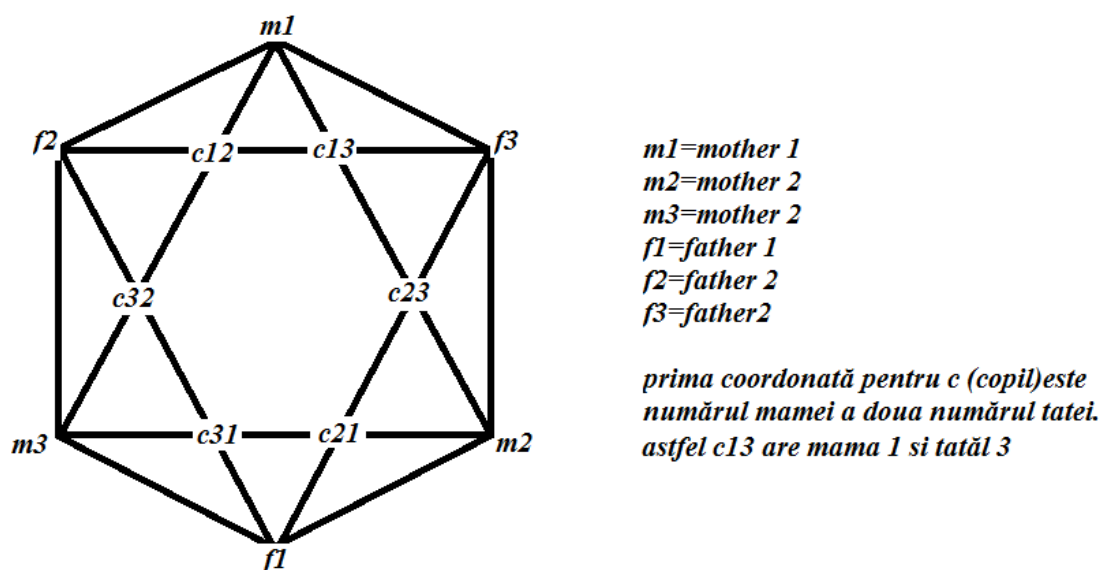 m1
f2
c12
c13
f3
c32
c23
m3
c31
c21
m2
f1
m1=mother 1
m2=mother 2
m3=mother 2
f1=father 1
f2=father 2
f3=father2
prima coordonată pentru c (copil)este
numărul mamei a doua numărul tatei.
astfel c13 are mama 1 si tatăl 3